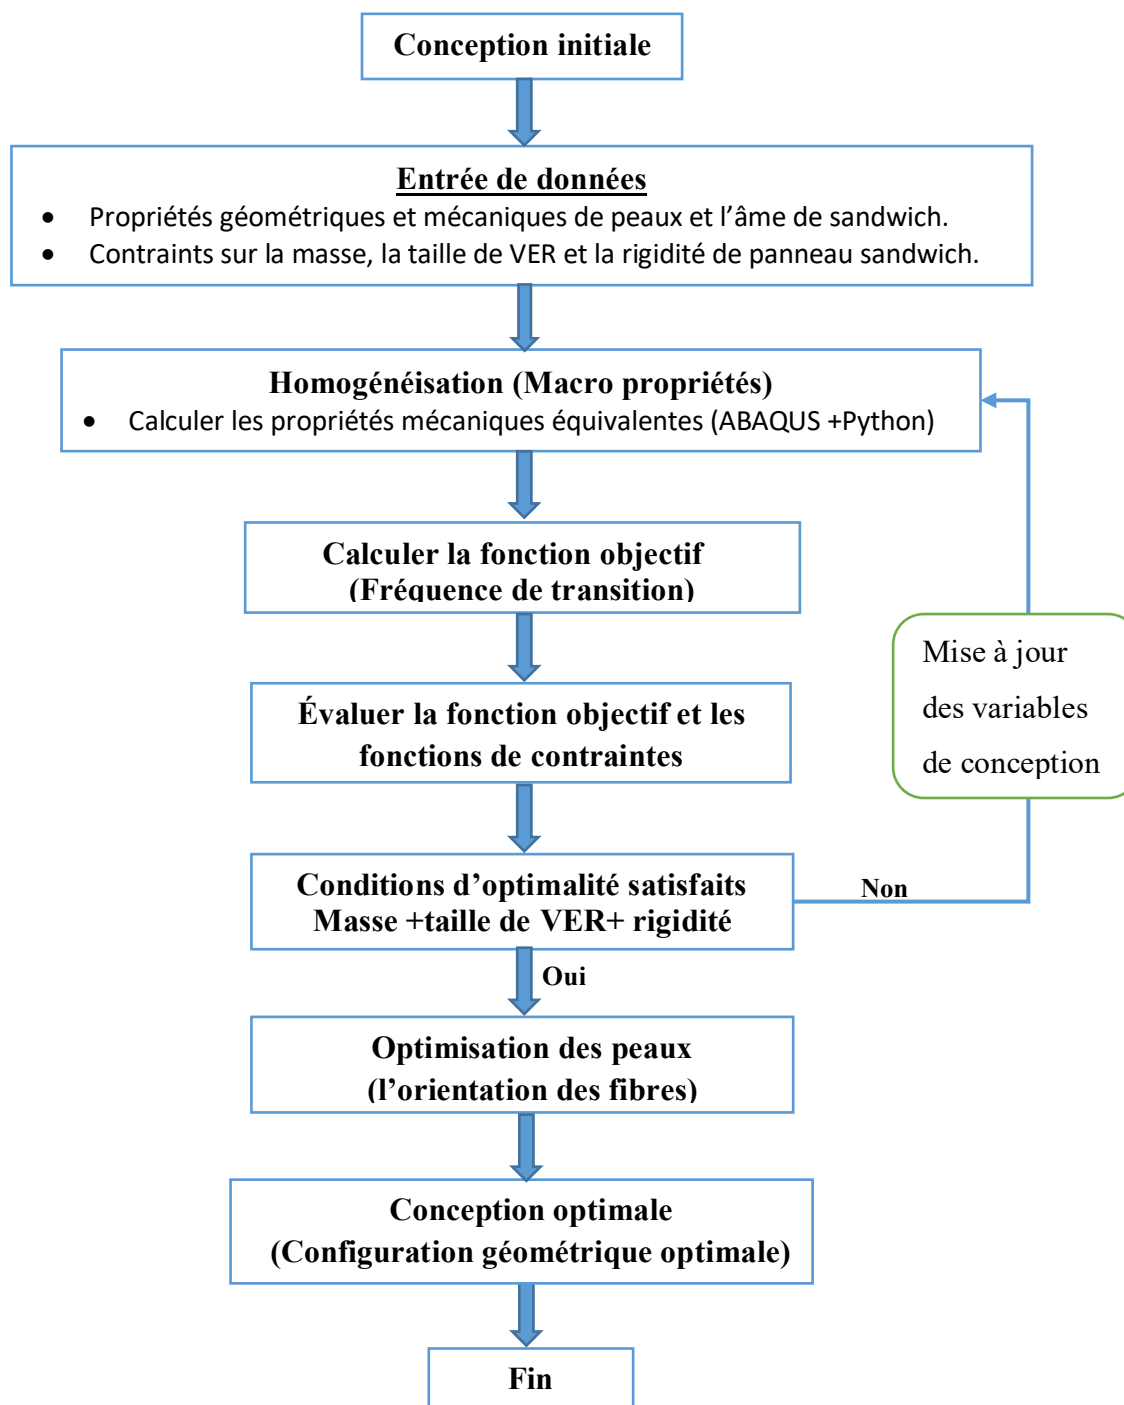 Conception initiale
Entrée de données
• Propriétés géométriques et mécaniques de peaux et l’âme de sandwich.
• Contraints sur la masse, la taille de VER et la rigidité de panneau sandwich.
Homogénéisation (Macro propriétés)
• Calculer les propriétés mécaniques équivalentes (ABAQUS +Python)
Calculer la fonction objectif
(Fréquence de transition)
Évaluer la fonction objectif et les
fonctions de contraintes
Conditions d’optimalité satisfaits
Masse +taille de VER+ rigidité
Non
Mise à jour
des variables
de conception
Oui
Optimisation des peaux
(l’orientation des fibres)
Conception optimale
(Configuration géométrique optimale)
Fin